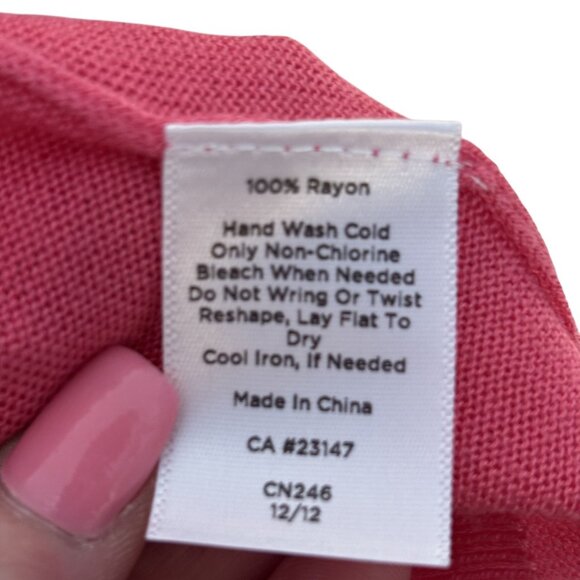 100% Rayon
Hand Wash Cold
Only Non-Chlorine
Bleach When Needed
Do Not Wring Or Twist
Reshape, Lay Flat To
Dry
Cool Iron, If Needed
Made In China
CA #23147
CN246
12/12